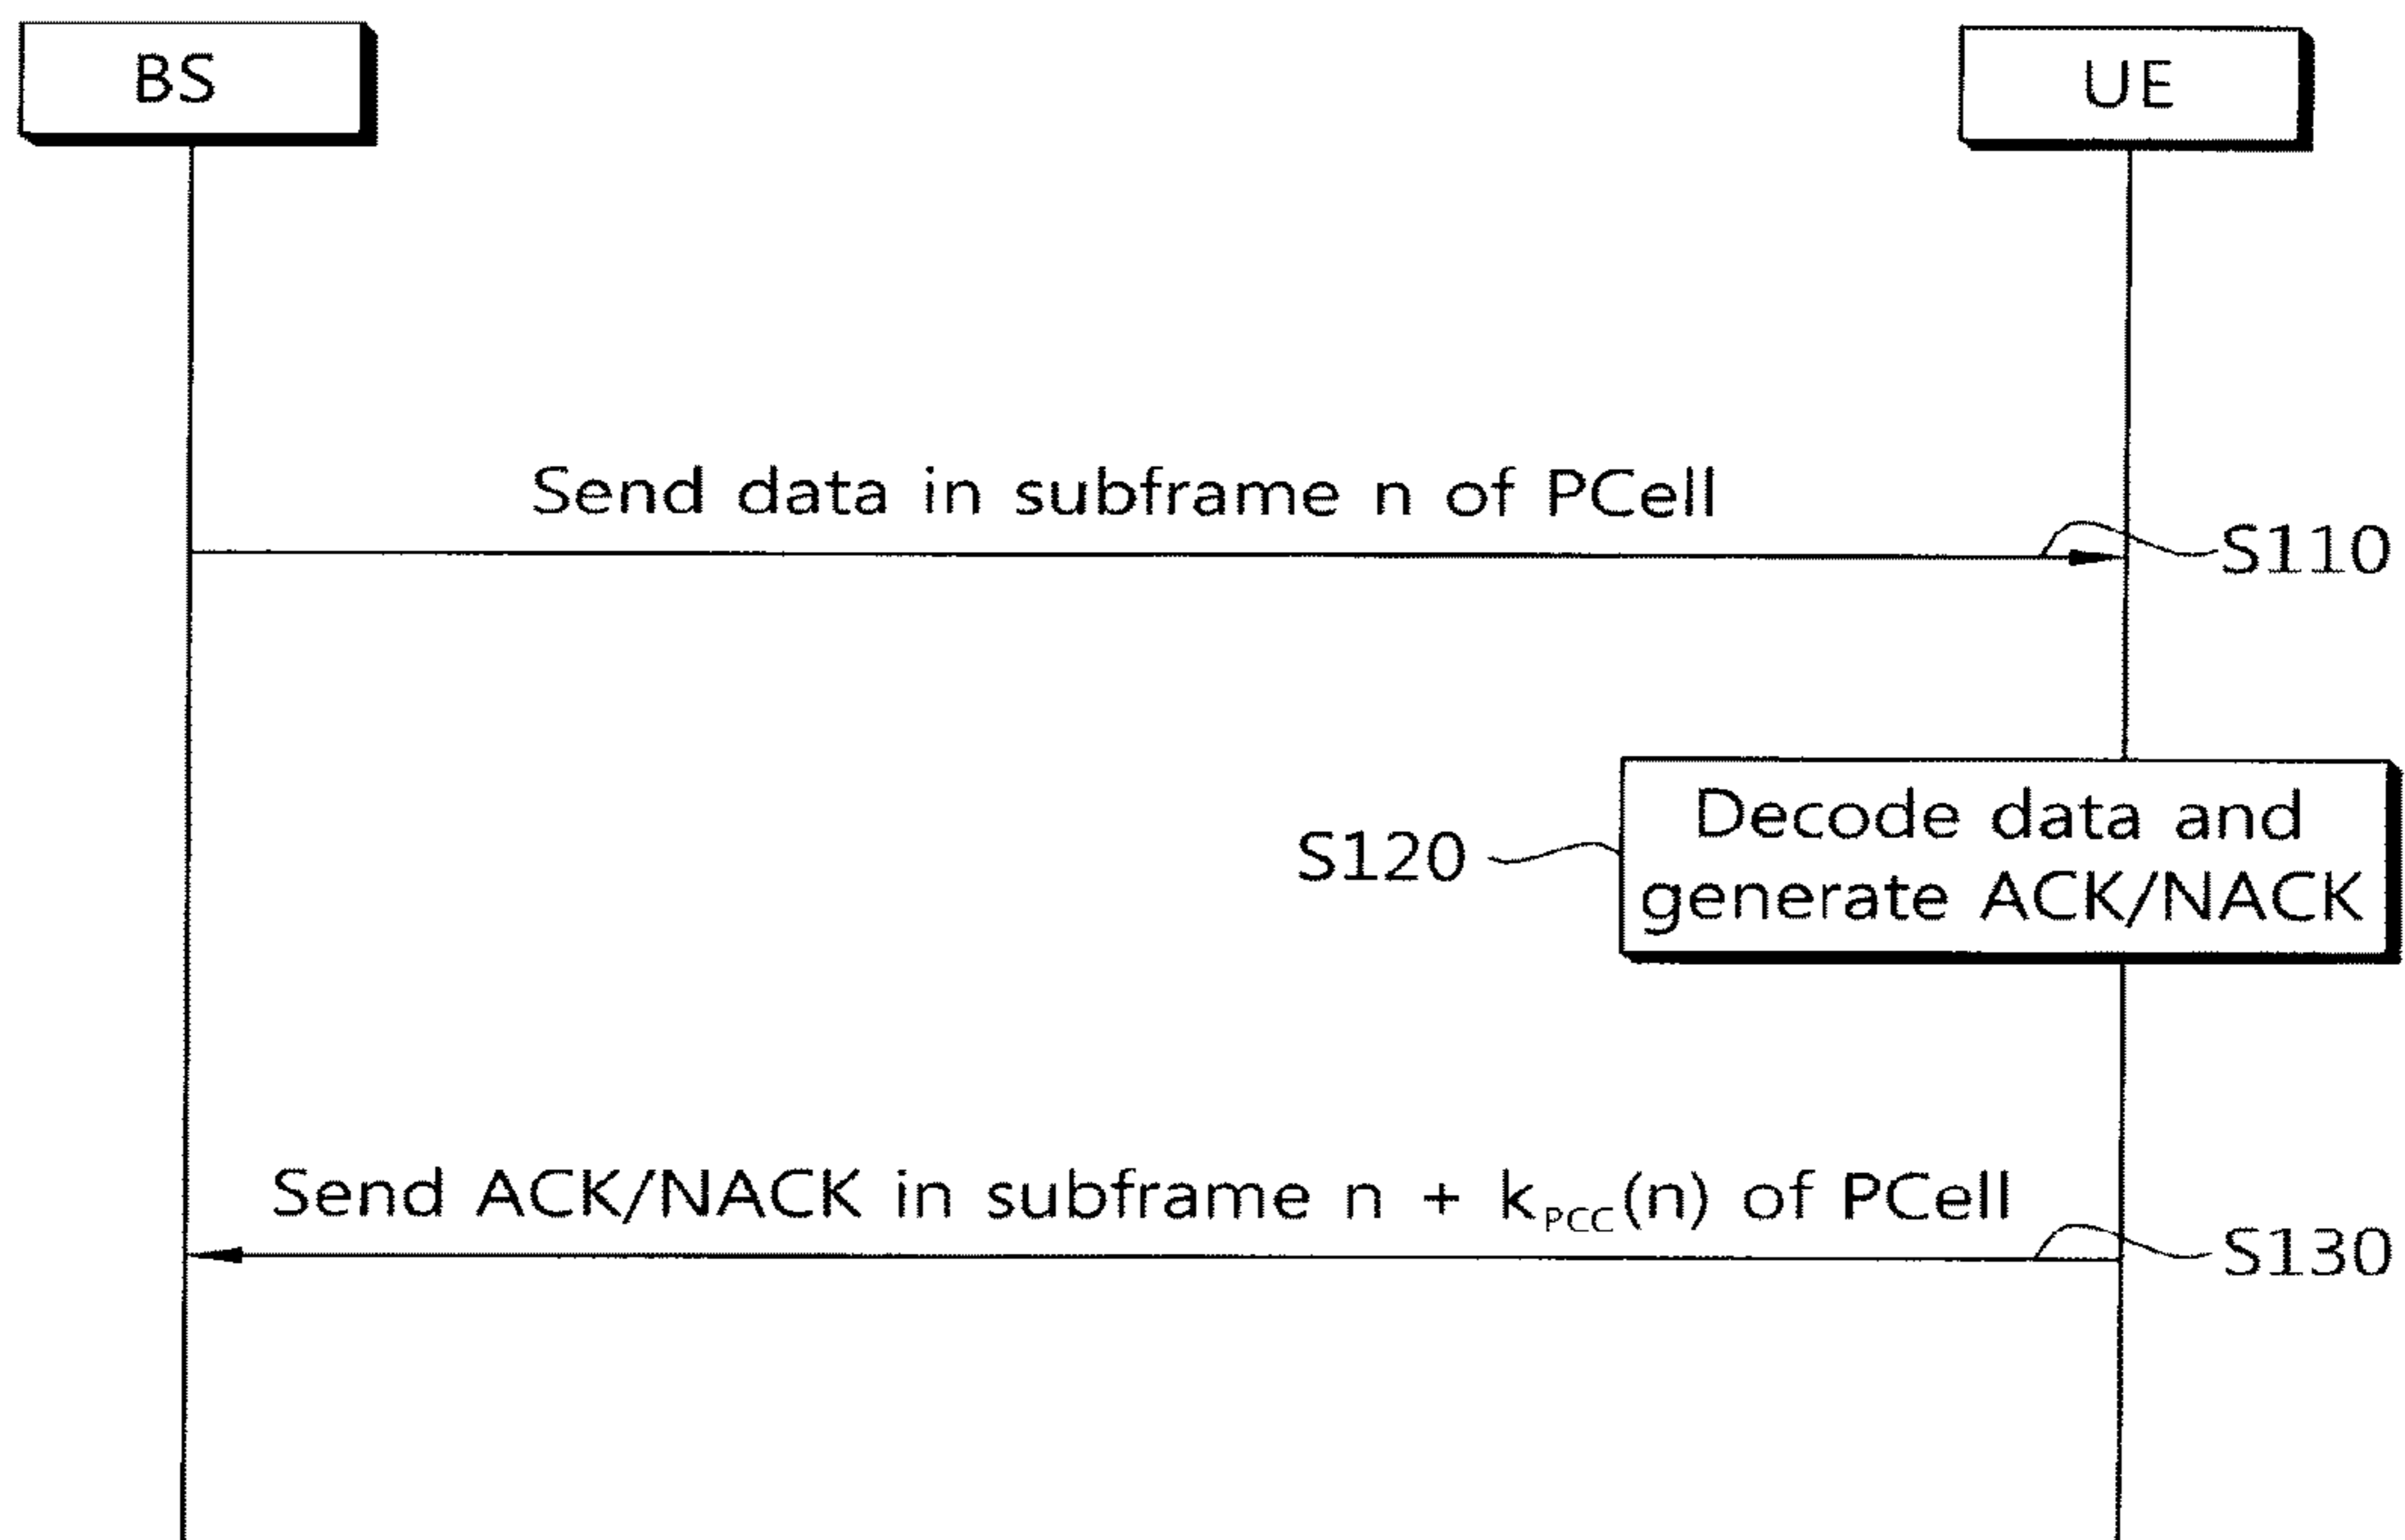 BS
UE
Send data in subframe n of PCell
S110
Decode data and
S120
generate ACK/NACK
Send ACK/NACK in subframe n + k_PCC(n) of PCell
S130